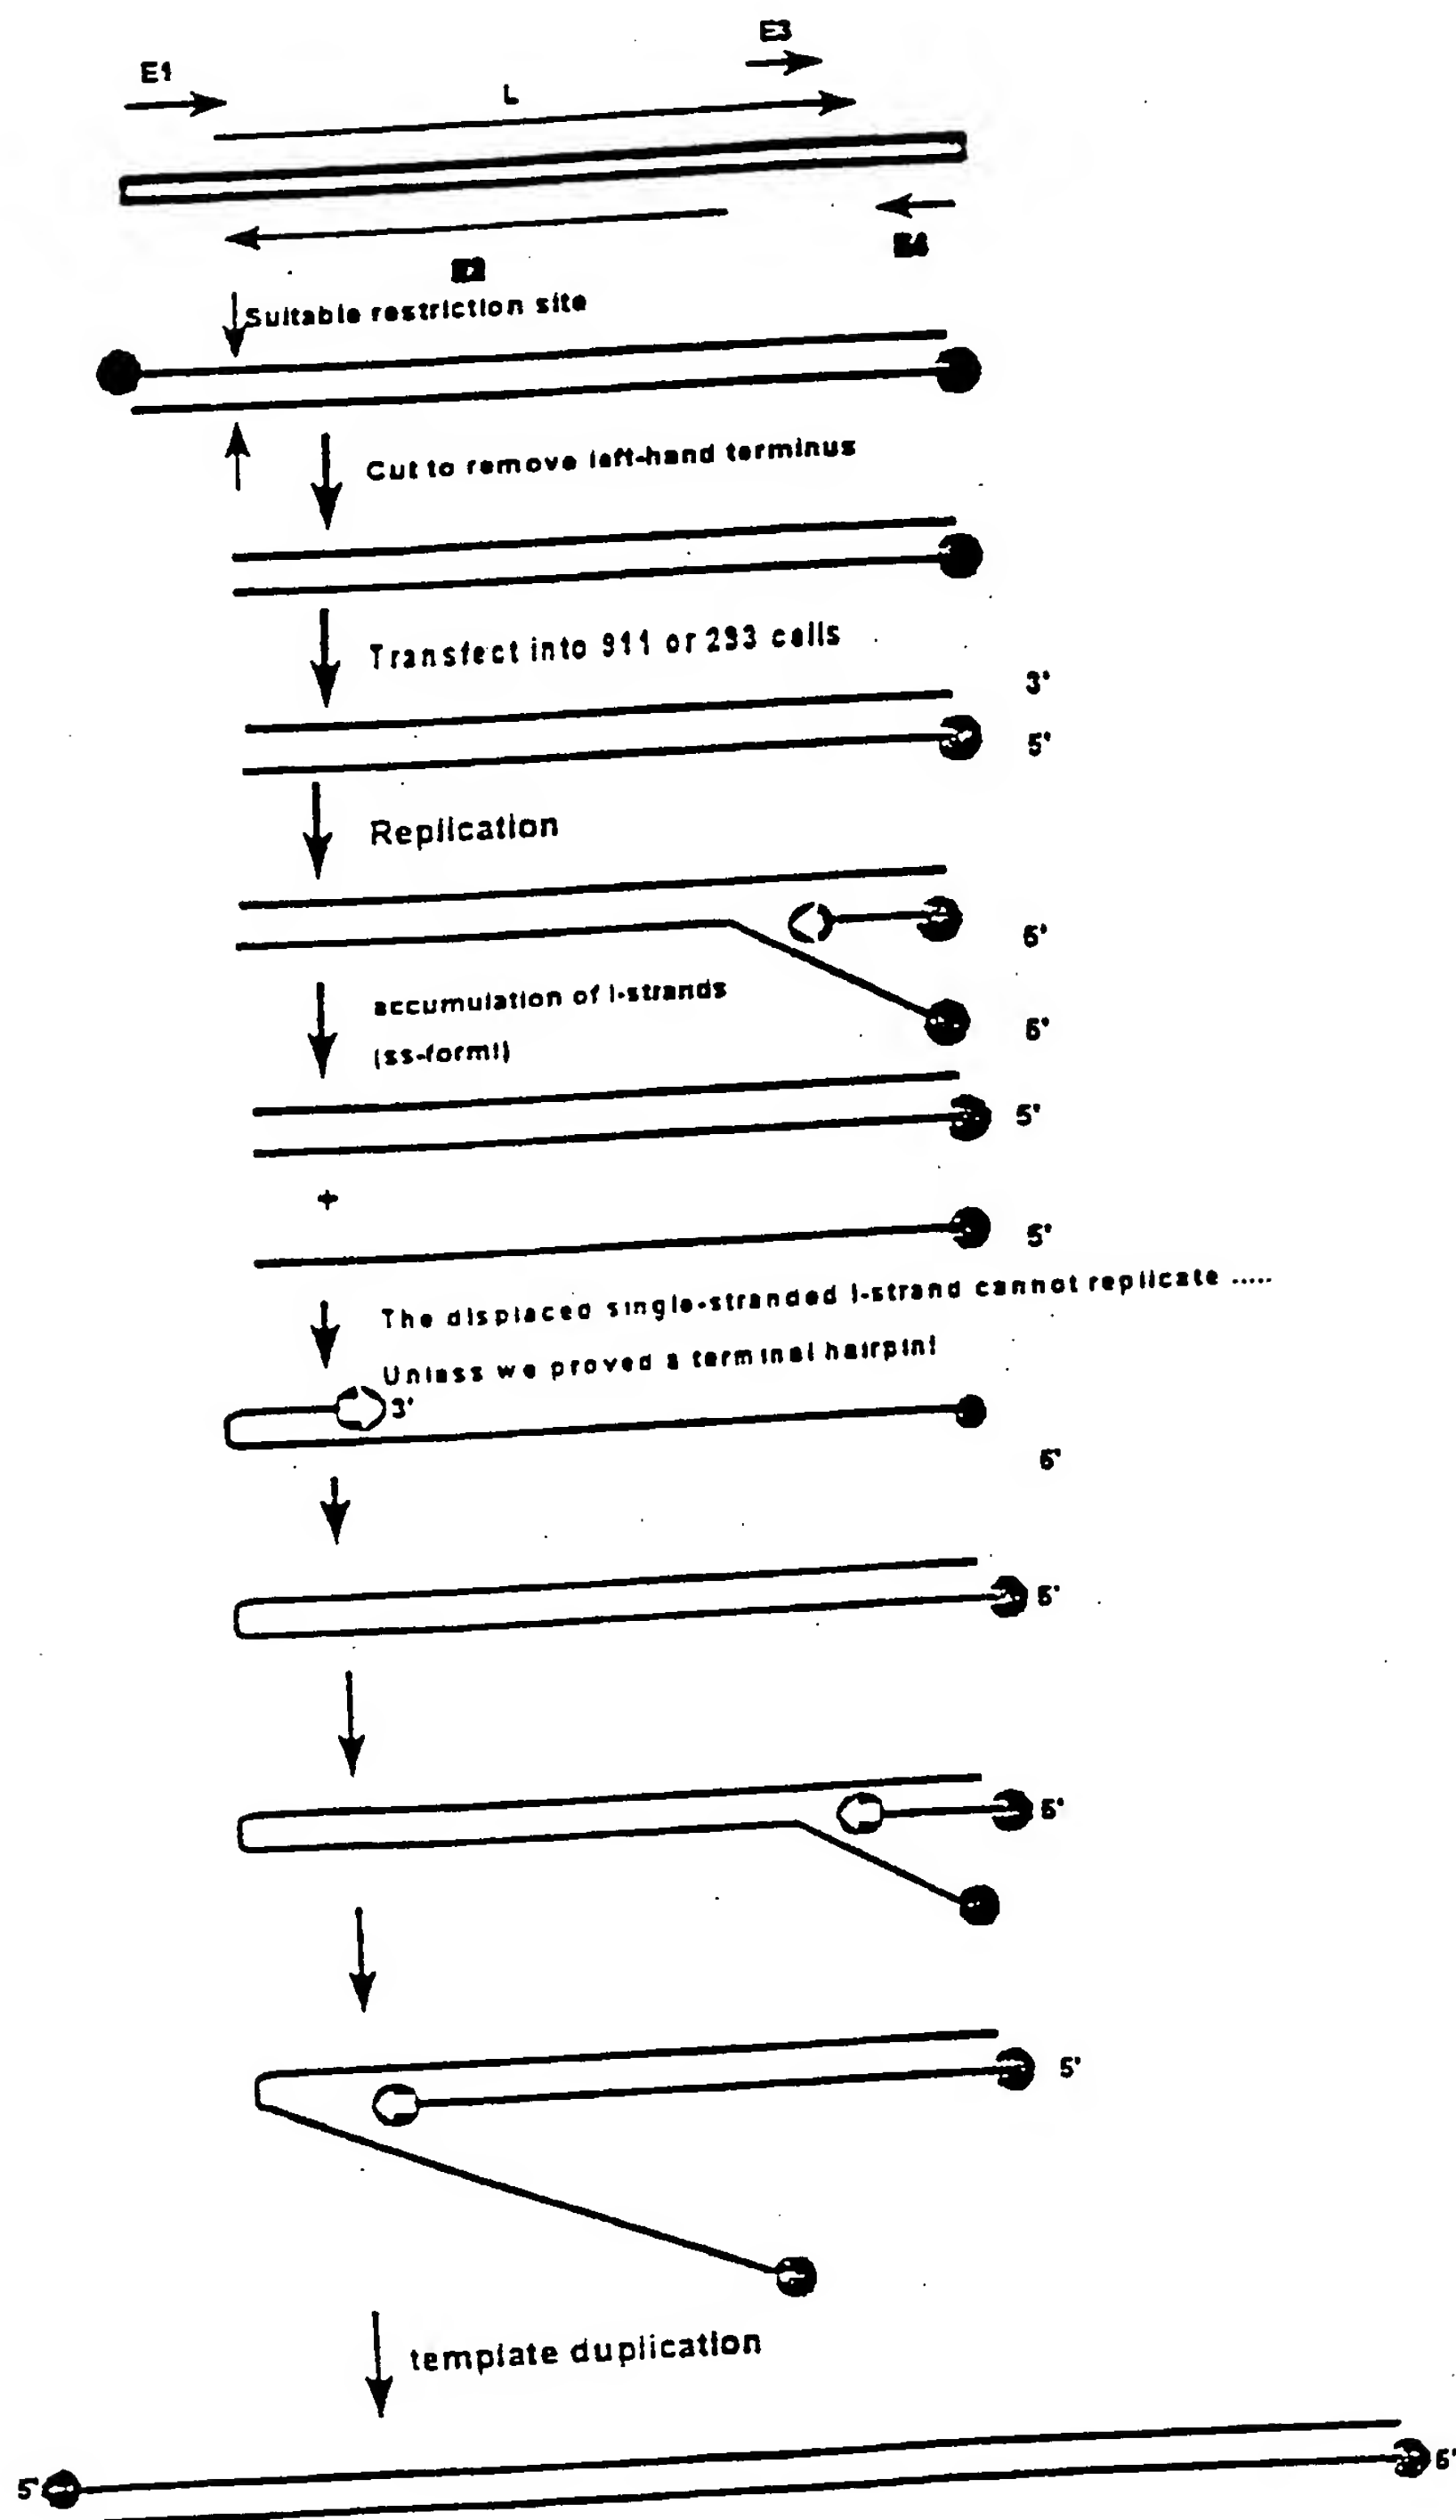 E3
E1
L
E4
E2
Suitable restriction site
Cut to remove left-hand terminus
Transfect into 911 or 293 cells
3'
5'
Replication
5'
accumulation of l-strands
5'
(ss-form!)
5'
+
5'
The displaced single-stranded l-strand cannot replicate .....
Unless we proved a terminal hairpin!
3'
5'
5'
5'
5'
template duplication
5'
5'